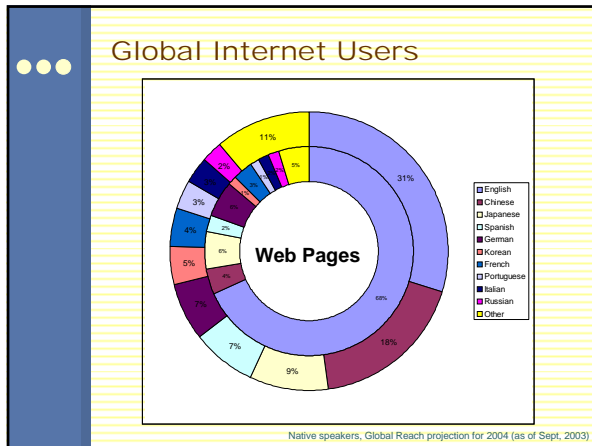 Global Internet Users
11%
31%
18%
9%
7%
7%
5%
4%
3%
2%
5%
68%
4%
6%
2%
1%
Web Pages
English
Chinese
Japanese
Spanish
German
Korean
French
Portuguese
Italian
Russian
Other
Native speakers, Global Reach projection for 2004 (as of Sept, 2003)